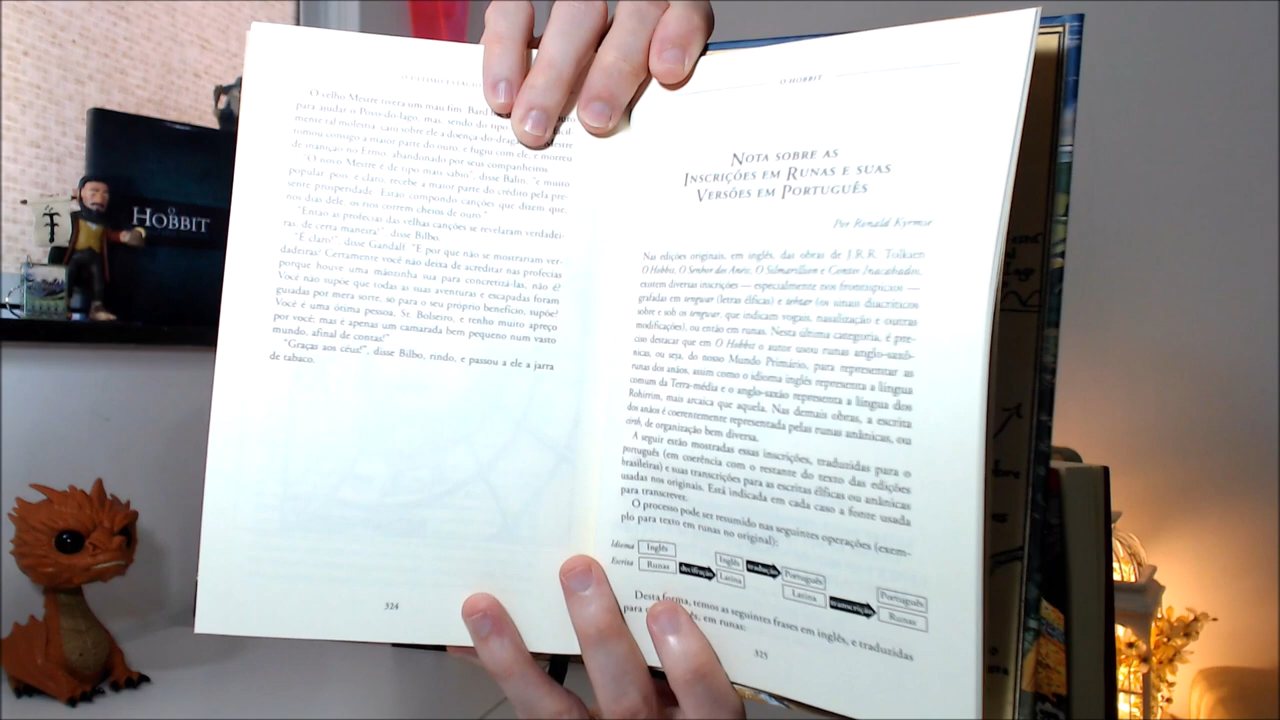 O
HOBBIT
O velho Mestre tivera um mau fim. Bard
para ajudar o Povo-do-lago, mas, sendo do tipo
mente tal moléstia, caiu sobre ele a doença-do-dragão, Mestre
tomou consigo a maior parte do ouro, e fugiu com ele, e morreu
de inanição no Ermo, abandonado por seus companheiros.
"O novo Mestre é de tipo mais sábio", disse Balin, "e muito
popular, pois, é claro, recebe a maior parte do crédito pela pre-
sente prosperidade. Estão compondo canções que dizem que,
nos dias dele, os rios correm cheios de ouro."
"Então as profecias das velhas canções se revelaram verdadei-
ras, de certa maneira!", disse Bilbo.
"É claro!", disse Gandalf. "E por que não se mostrariam ver-
dadeiras? Certamente você não deixa de acreditar nas profecias
porque houve uma mãozinha sua para concretizá-las, não é?
Você não supõe que todas as suas aventuras e escapadas foram
guiadas por mera sorte, só para o seu próprio benefício, supõe?
Você é uma ótima pessoa, Sr. Bolseiro, e tenho muito apreço
por você; mas é apenas um camarada bem pequeno num vasto
mundo, afinal de contas!"
"Graças aos céus!", disse Bilbo, rindo, e passou a ele a jarra
de tabaco.
324
O HOBBIT
NOTA SOBRE AS
INSCRIÇÕES EM RUNAS E SUAS
VERSÕES EM PORTUGUÊS
Por Ronald Kyrmse
Nas edições originais, em inglês, das obras de J.R.R. Tolkien
O Hobbit, O Senhor dos Anéis, O Silmarillion e Contos Inacabados,
existem diversas inscrições — especialmente nos frontispícios —
grafadas em tengwar (letras élficas) e tehtar (os sinais diacríticos
sobre e sob os tengwar, que indicam vogais, nasalização e outras
modificações), ou então em runas. Nesta última categoria, é pre-
ciso destacar que em O Hobbit o autor usou runas anglo-saxô-
nicas, ou seja, do nosso Mundo Primário, para representar as
runas dos anãos, assim como o idioma inglês representa a língua
comum da Terra-média e o anglo-saxão representa a língua dos
Rohirrim, mais arcaica que aquela. Nas demais obras, a escrita
dos anãos é coerentemente representada pelas runas anânicas, ou
cirth, de organização bem diversa.
A seguir estão mostradas essas inscrições, traduzidas para o
português (em coerência com o restante do texto das edições
brasileiras) e suas transcrições para as escritas élficas ou anânicas
usadas nos originais. Está indicada em cada caso a fonte usada
para transcrever.
O processo pode ser resumido nas seguintes operações (exem-
plo para texto em runas no original):
Idioma Inglês Inglês tradução Português Português
Escrita Runas decifração Latina Latina transcrição Runas
Desta forma, temos as seguintes frases em inglês, e traduzidas
para em runas:
325